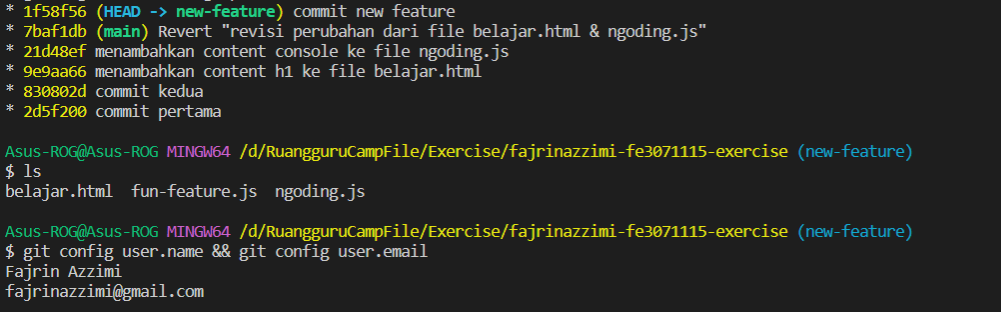 * 1f58f56 (HEAD -> new-feature) commit new feature
* 7baf1db (main) Revert "revisi perubahan dari file belajar.html & ngoding.js"
* 21d48ef menambahkan content console ke file ngoding.js
* 9e9aa66 menambahkan content h1 ke file belajar.html
* 830802d commit kedua
* 2d5f200 commit pertama
Asus-ROG@Asus-ROG MINGW64 /d/RuangguruCampFile/Exercise/fajrinazzimi-fe3071115-exercise (new-feature)
$ ls
belajar.html  fun-feature.js  ngoding.js
Asus-ROG@Asus-ROG MINGW64 /d/RuangguruCampFile/Exercise/fajrinazzimi-fe3071115-exercise (new-feature)
$ git config user.name && git config user.email
Fajrin Azzimi
fajrinazzimi@gmail.com